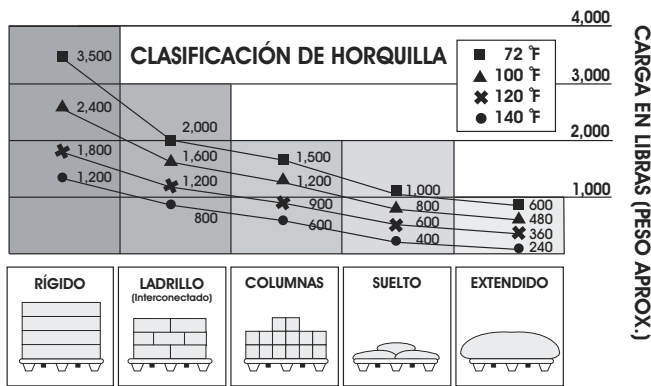 4,000
CLASIFICACIÓN DE HORQUILLA
72 °F
100 °F
120 °F
140 °F
3,000
2,000
1,000
3,500
2,400
1,800
1,200
2,000
1,600
1,200
800
1,500
1,200
900
600
1,000
800
600
400
600
480
360
240
CARGA EN LIBRAS (PESO APROX.)
RÍGIDO
LADRILLO
(Interconectado)
COLUMNAS
SUELTO
EXTENDIDO